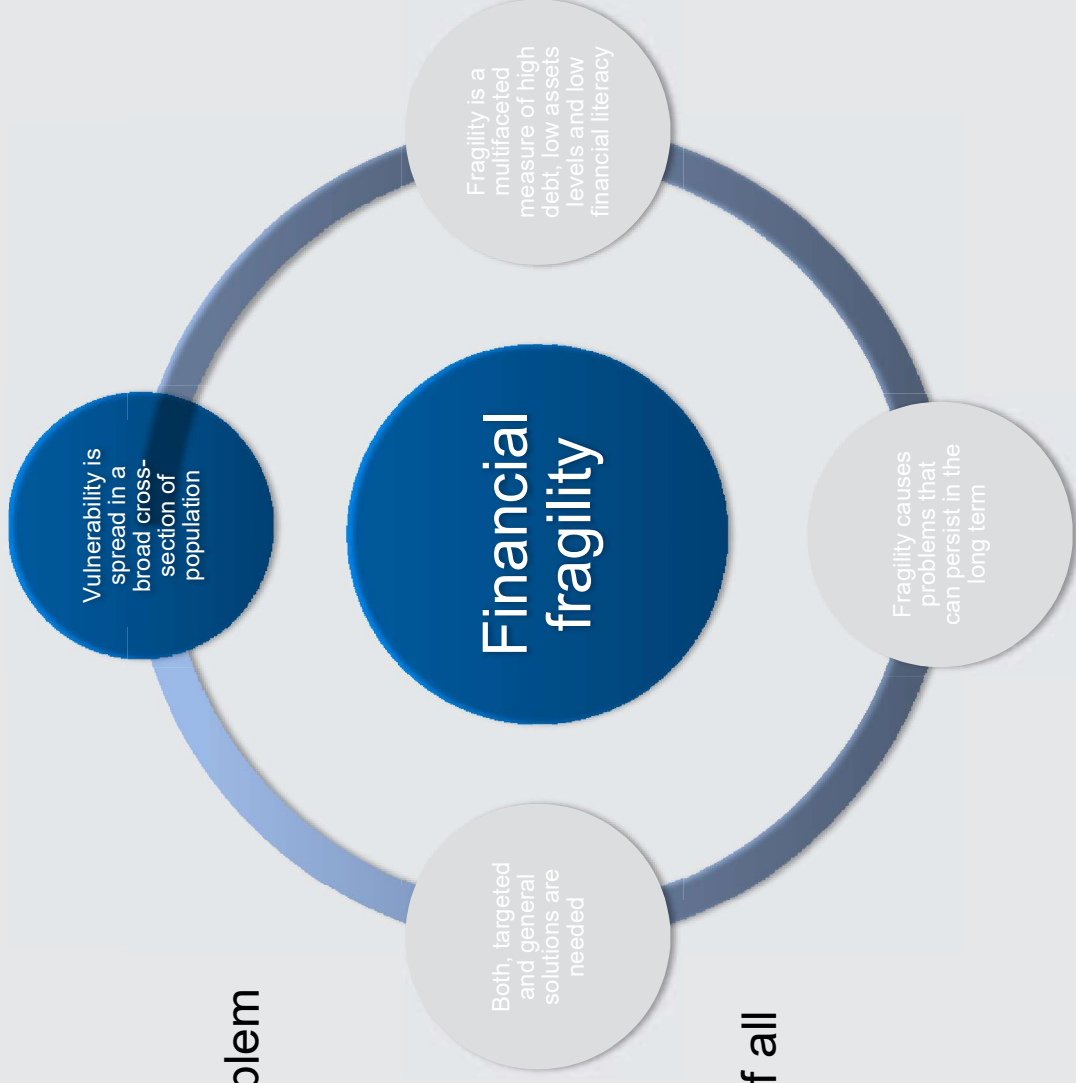 Vulnerability is
spread in a
broad cross-
section of
population
blem
Fragility is a
multifaceted
measure of high
debt, low assets
levels and low
financial literacy
Financial
fragility
Both, targeted
and general
solutions are
needed
f all
Fragility causes
problems that
can persist in the
long term